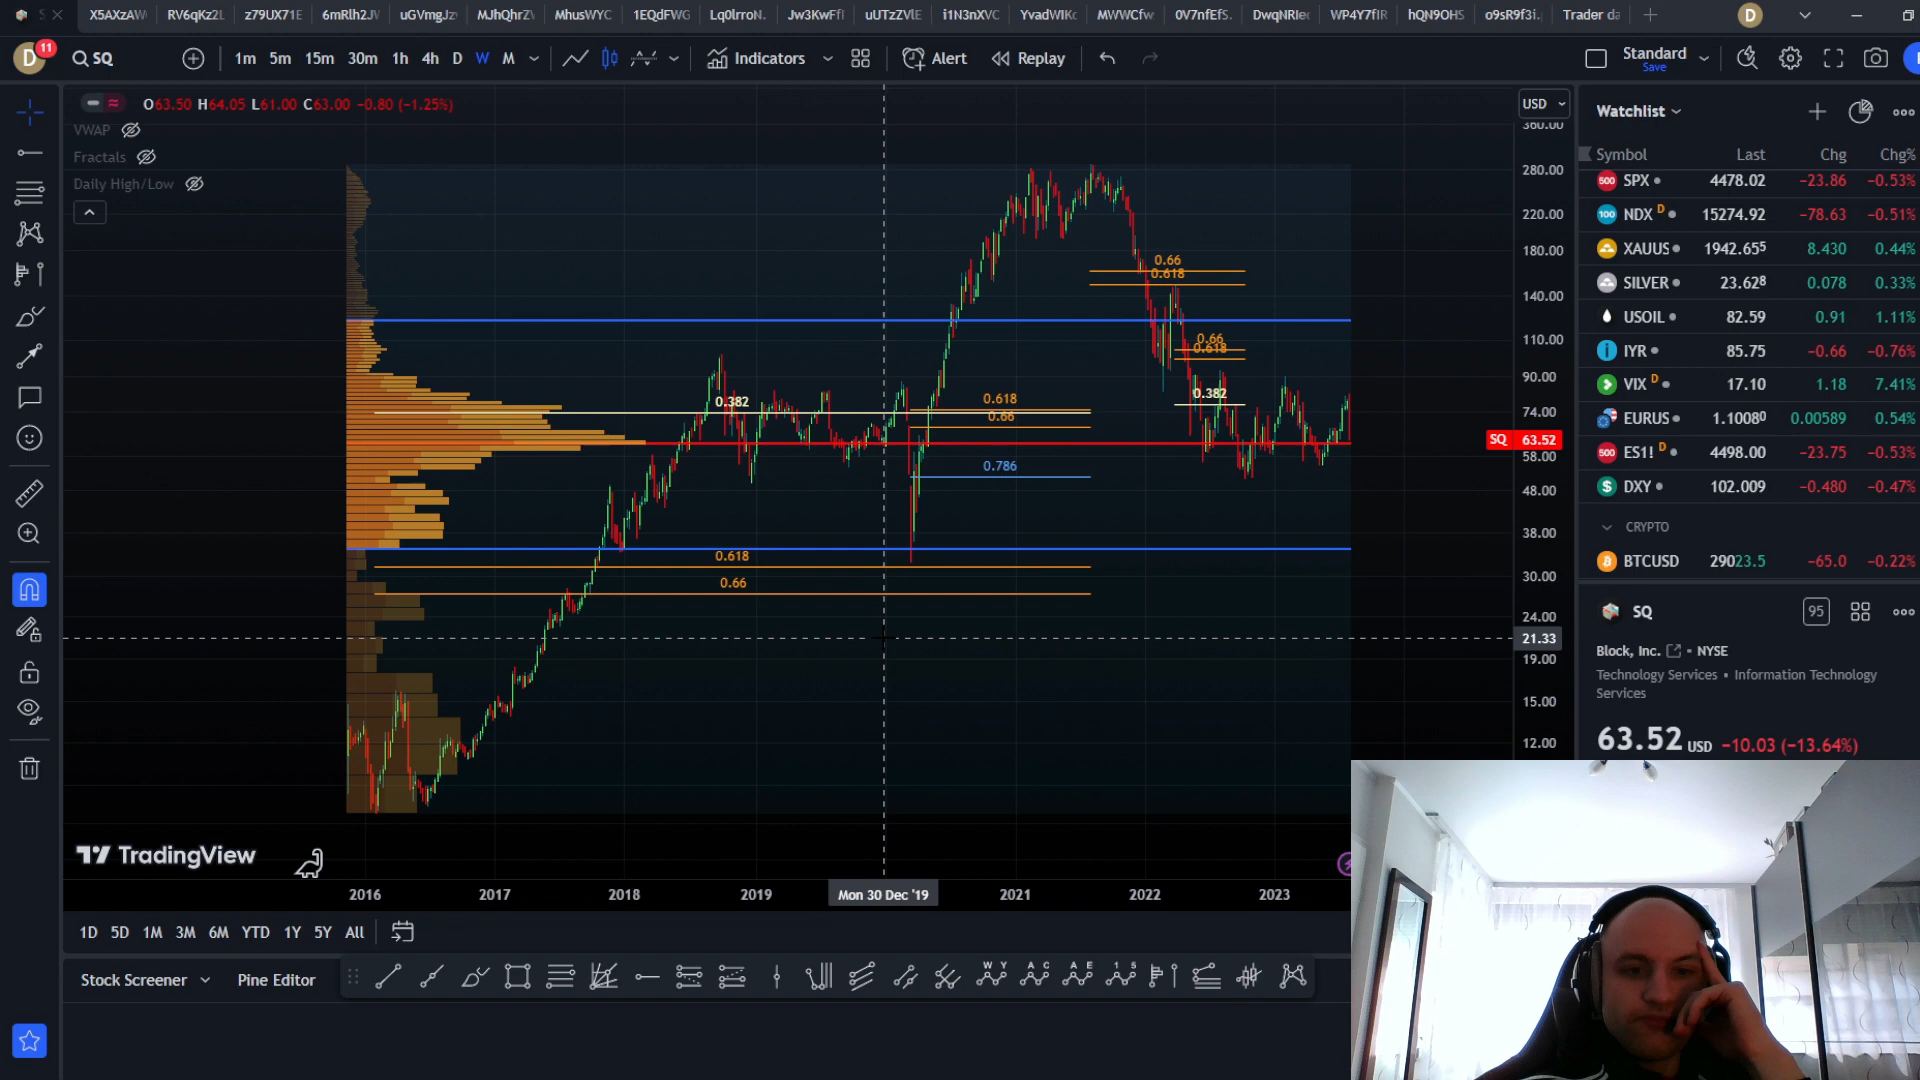 S X5AXzAW RV6qKz2L z79UX71E 6mRlh2JV uGVmgJz MJhQhrZ MhusWYC 1EQdFWG Lq0lrroN. Jw3KwFfl uUTzZVlE i1N3nXVC YvadWIKc MWWCfw 0V7nfEfS. DwqNRIec WP4Y7fIR hQN9OHS o9sR9f3i. Trader da D
D 11 SQ 1m 5m 15m 30m 1h 4h D W M Indicators Alert Replay Standard
Save
O63.50 H64.05 L61.00 C63.00 −0.80 (−1.25%)
VWAP
Fractals
Daily High/Low
USD
360.00
280.00
220.00
180.00
140.00
110.00
90.00
74.00
SQ 63.52
58.00
48.00
38.00
30.00
24.00
21.33
19.00
15.00
12.00
0.66
0.618
0.66
0.618
0.382
0.382
0.618
0.66
0.786
0.618
0.66
TradingView
2016 2017 2018 2019 Mon 30 Dec '19 2021 2022 2023
1D 5D 1M 3M 6M YTD 1Y 5Y All
Stock Screener Pine Editor
W Y A C A E 1 5
Watchlist
Symbol Last Chg Chg%
500 SPX 4478.02 −23.86 −0.53%
100 NDX D 15274.92 −78.63 −0.51%
XAUUS 1942.655 8.430 0.44%
SILVER 23.628 0.078 0.33%
USOIL 82.59 0.91 1.11%
IYR 85.75 −0.66 −0.76%
VIX D 17.10 1.18 7.41%
EURUS 1.10080 0.00589 0.54%
500 ES1! D 4498.00 −23.75 −0.53%
DXY 102.009 −0.480 −0.47%
CRYPTO
BTCUSD 29023.5 −65.0 −0.22%
SQ 95
Block, Inc. • NYSE
Technology Services • Information Technology
Services
63.52 USD −10.03 (−13.64%)